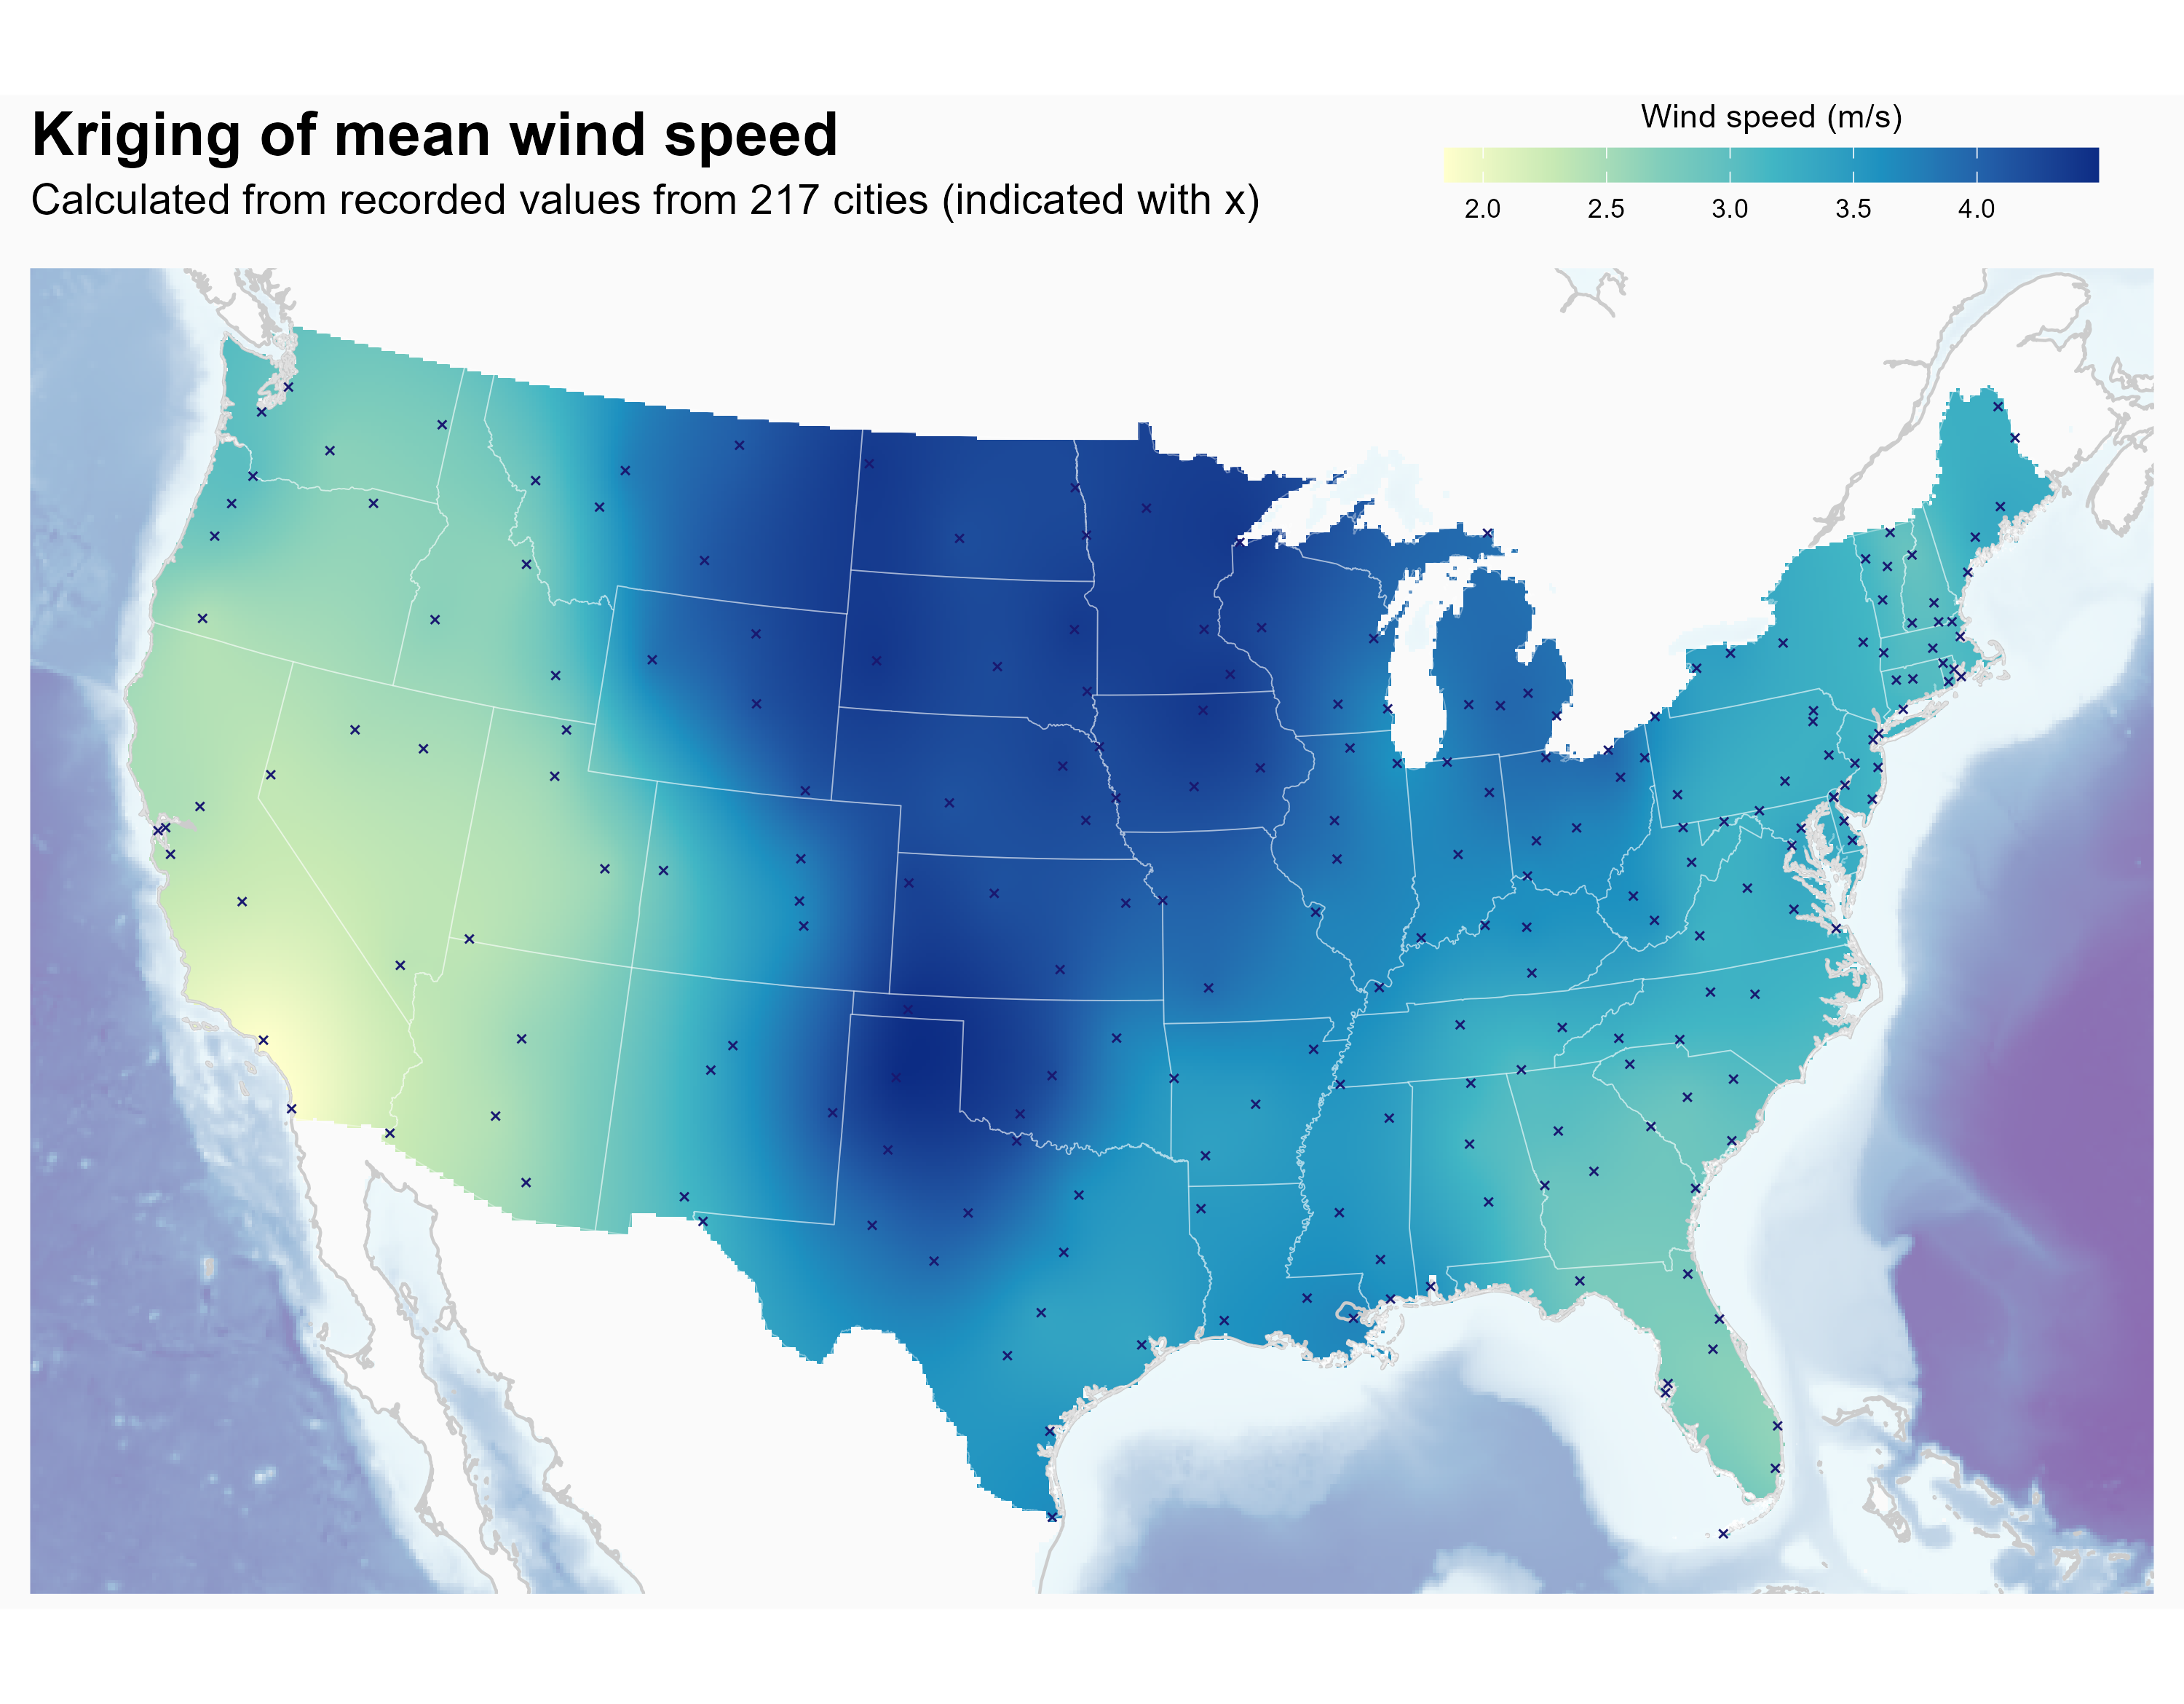 Kriging of mean wind speed
Calculated from recorded values from 217 cities (indicated with x)
Wind speed (m/s)
2.0 2.5 3.0 3.5 4.0